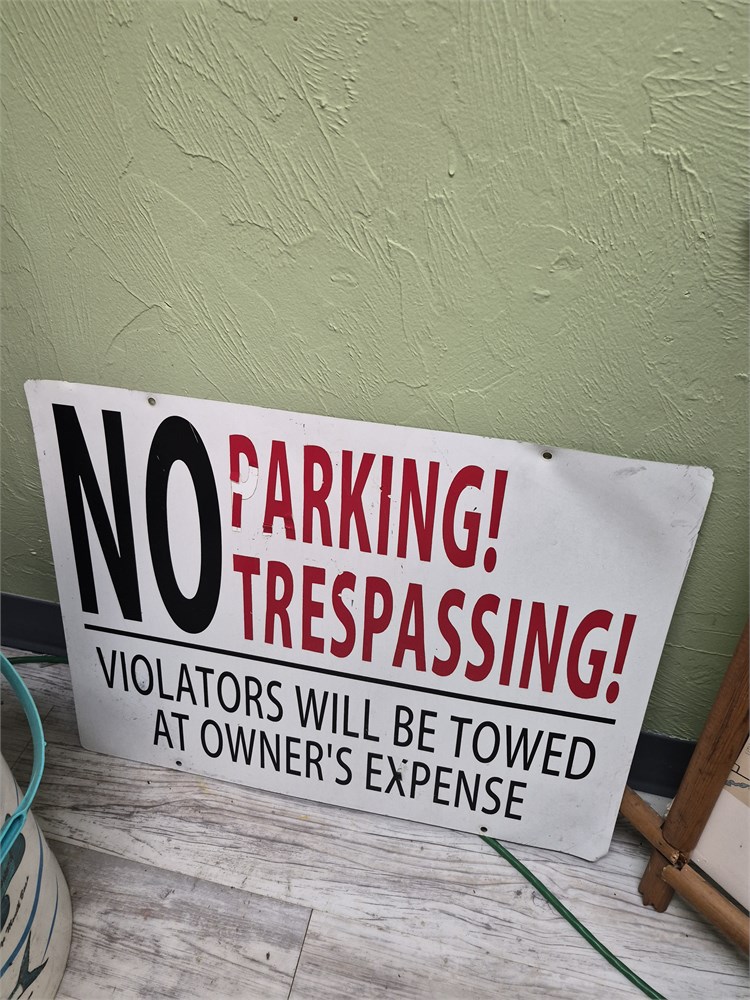 NO PARKING!
TRESPASSING!
VIOLATORS WILL BE TOWED
AT OWNER'S EXPENSE